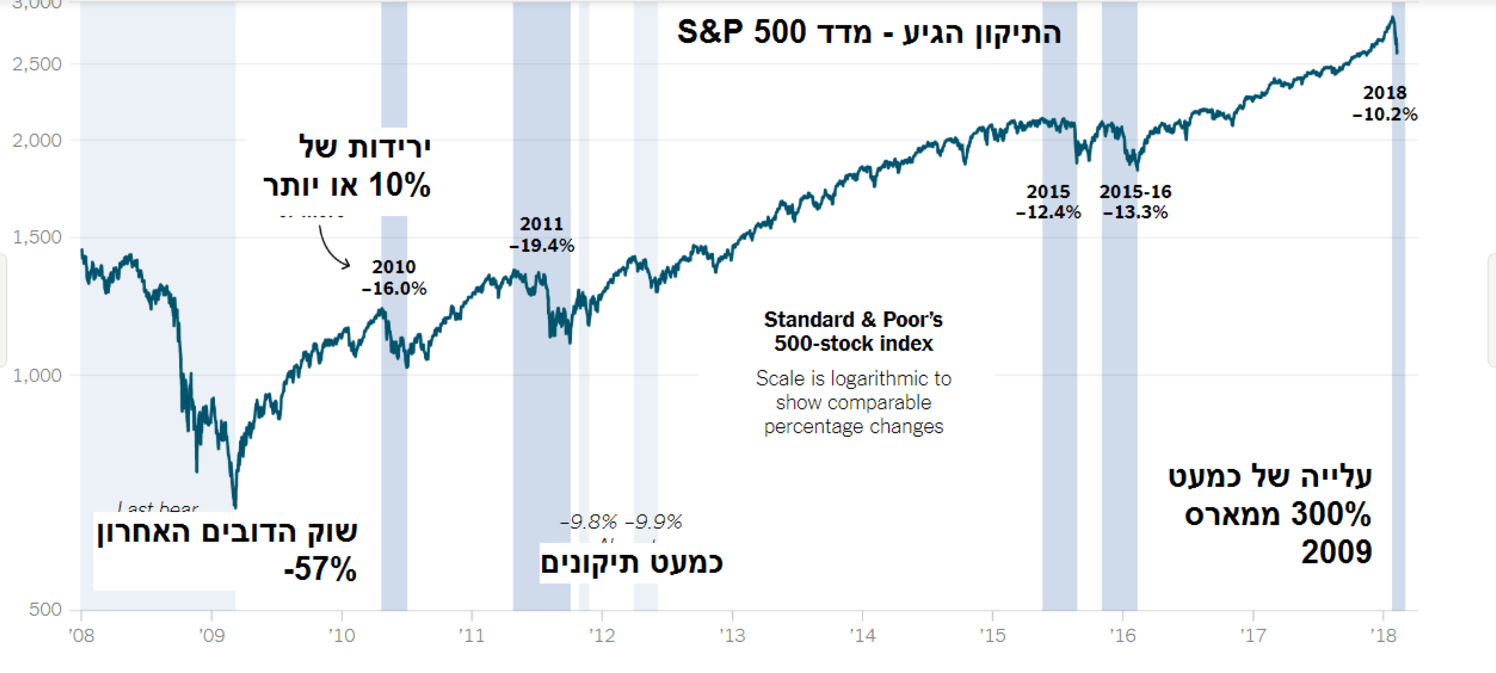 3,000
התיקון הגיע - מדד S&P 500
2,500
2018
−10.2%
2,000
ירידות של
10% או יותר
2015
−12.4%
2015-16
−13.3%
1,500
2011
−19.4%
2010
−16.0%
Standard & Poor’s
500-stock index
Scale is logarithmic to
show comparable
percentage changes
1,000
עלייה של כמעט
300% ממארס
2009
Last bear
שוק הדובים האחרון
-57%
−9.8% −9.9%
כמעט תיקונים
500
’08 ’09 ’10 ’11 ’12 ’13 ’14 ’15 ’16 ’17 ’18